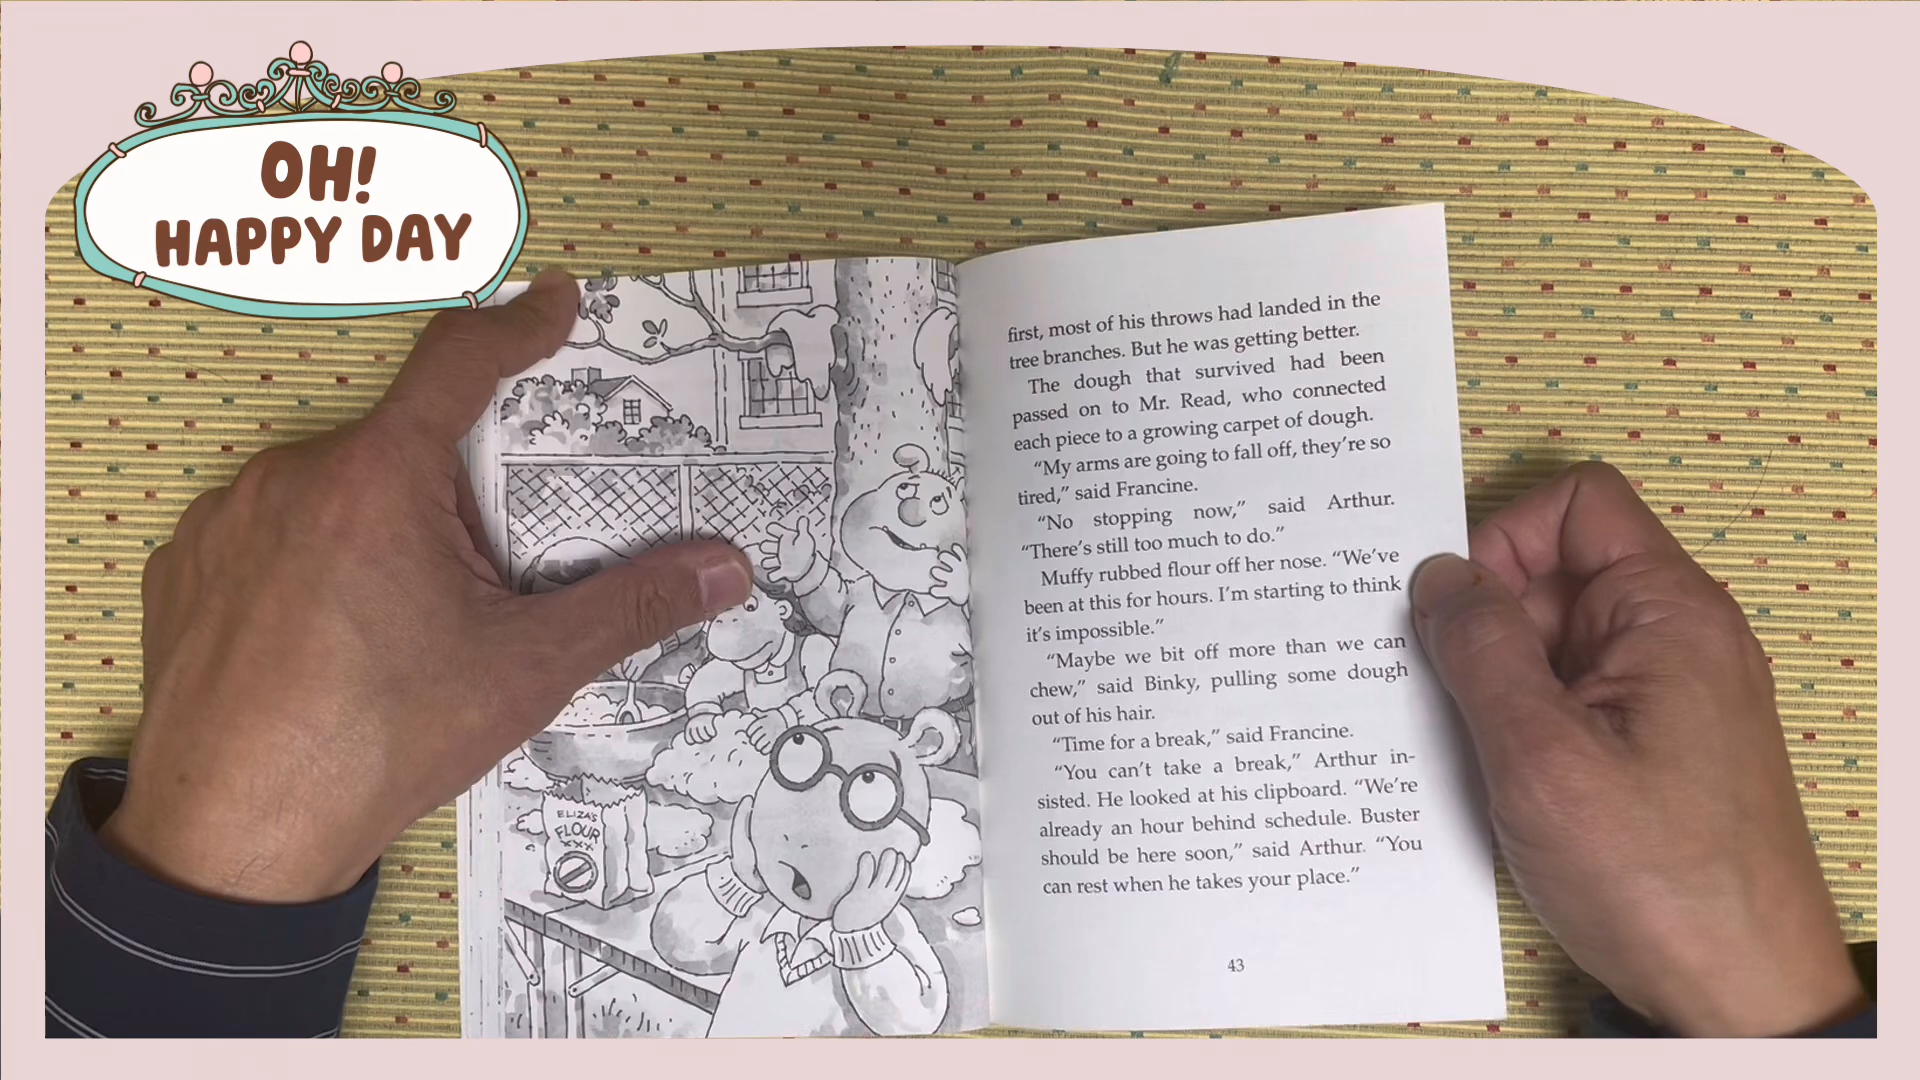 OH!
HAPPY DAY
ELIZA'S
FLOUR
XXX
first, most of his throws had landed in the
tree branches. But he was getting better.
The dough that survived had been
passed on to Mr. Read, who connected
each piece to a growing carpet of dough.
“My arms are going to fall off, they’re so
tired,” said Francine.
“No stopping now,” said Arthur.
“There’s still too much to do.”
Muffy rubbed flour off her nose. “We’ve
been at this for hours. I’m starting to think
it’s impossible.”
“Maybe we bit off more than we can
chew,” said Binky, pulling some dough
out of his hair.
“Time for a break,” said Francine.
“You can’t take a break,” Arthur in-
sisted. He looked at his clipboard. “We’re
already an hour behind schedule. Buster
should be here soon,” said Arthur. “You
can rest when he takes your place.”
43